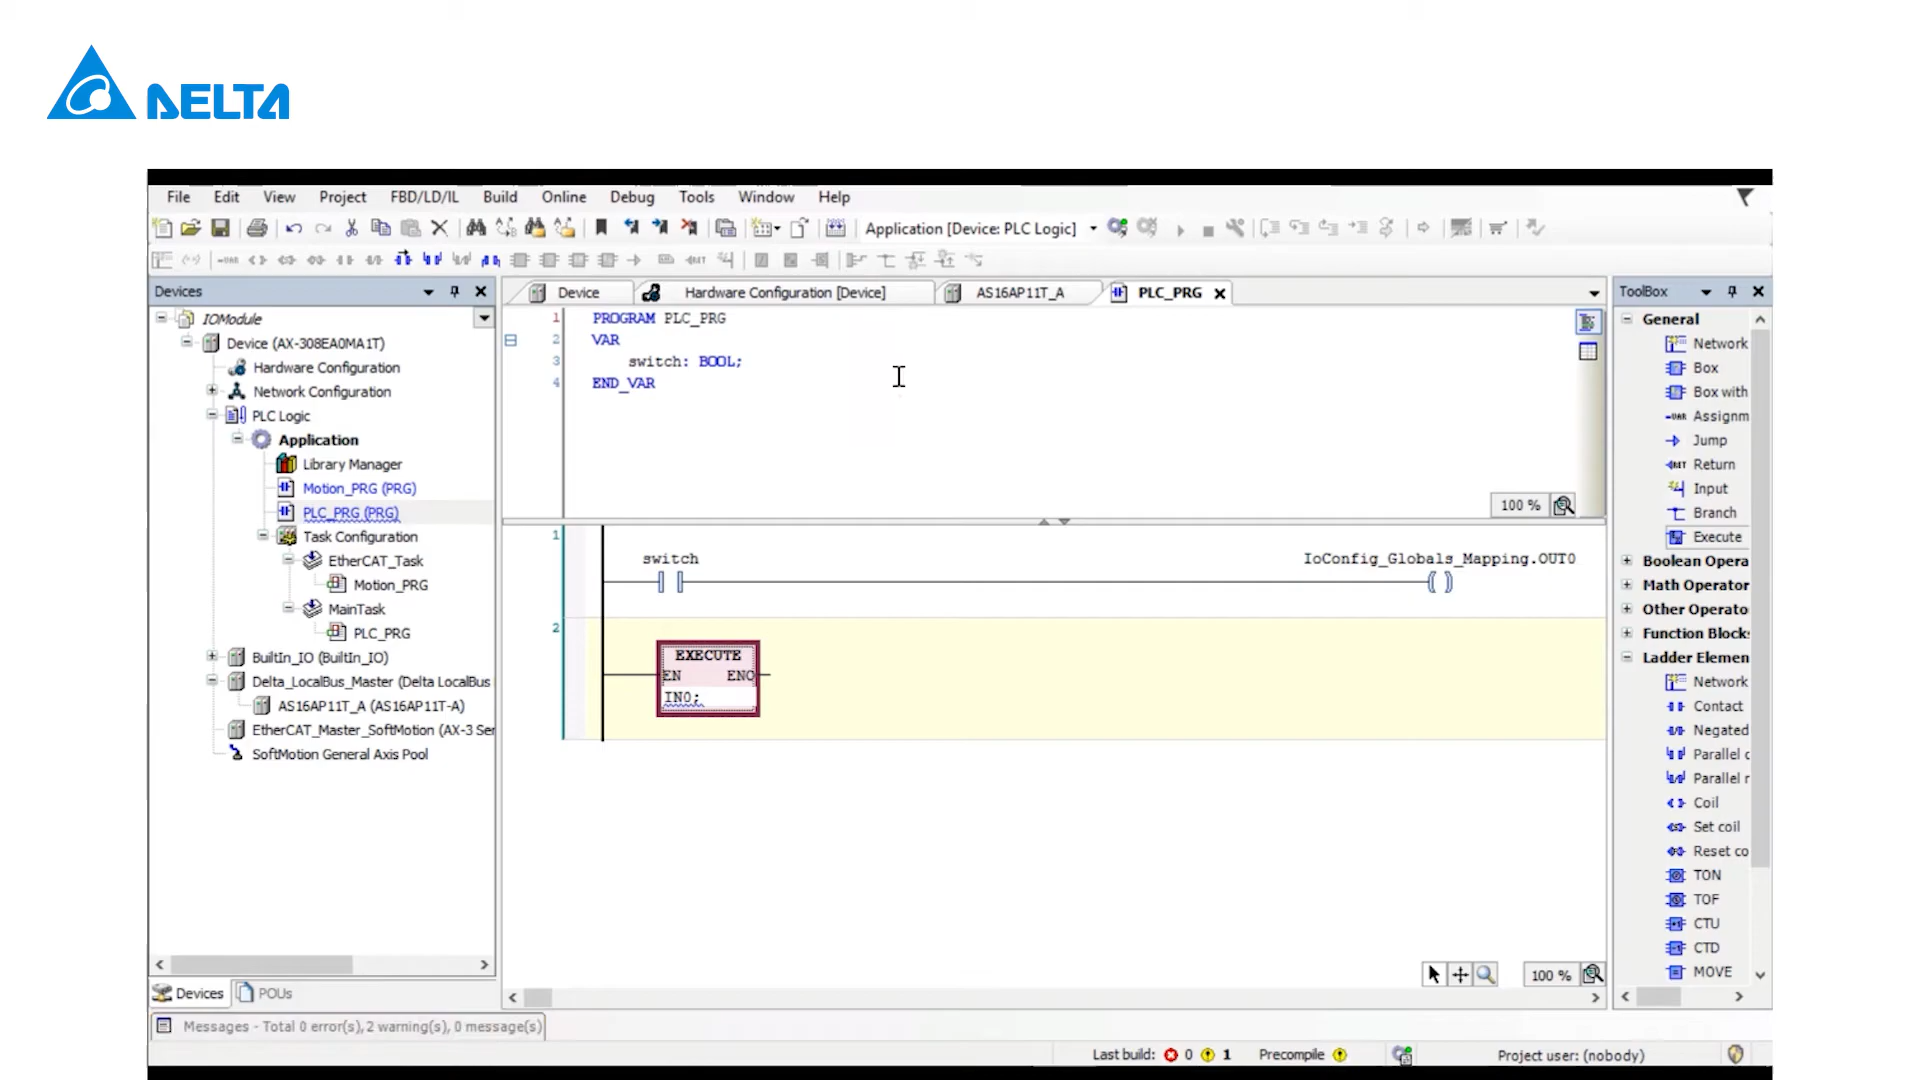 DELTA
File Edit View Project FBD/LD/IL Build Online Debug Tools Window Help
Application [Device: PLC Logic]
Devices
IOModule
Device (AX-308EA0MA1T)
Hardware Configuration
Network Configuration
PLC Logic
Application
Library Manager
Motion_PRG (PRG)
PLC_PRG (PRG)
Task Configuration
EtherCAT_Task
Motion_PRG
MainTask
PLC_PRG
BuiltIn_IO (BuiltIn_IO)
Delta_LocalBus_Master (Delta LocalBus
AS16AP11T_A (AS16AP11T-A)
EtherCAT_Master_SoftMotion (AX-3 Ser
SoftMotion General Axis Pool
Devices POUs
Device Hardware Configuration [Device] AS16AP11T_A PLC_PRG
1 PROGRAM PLC_PRG
2 VAR
3 switch: BOOL;
4 END_VAR
100 %
1
switch IoConfig_Globals_Mapping.OUT0
2
EXECUTE
EN ENO
IN0;
100 %
ToolBox
General
Network
Box
Box with
Assignm
Jump
Return
Input
Branch
Execute
Boolean Opera
Math Operator
Other Operato
Function Block
Ladder Elemen
Network
Contact
Negated
Parallel c
Parallel r
Coil
Set coil
Reset co
TON
TOF
CTU
CTD
MOVE
Messages - Total 0 error(s), 2 warning(s), 0 message(s)
Last build: 0 1 Precompile Project user: (nobody)